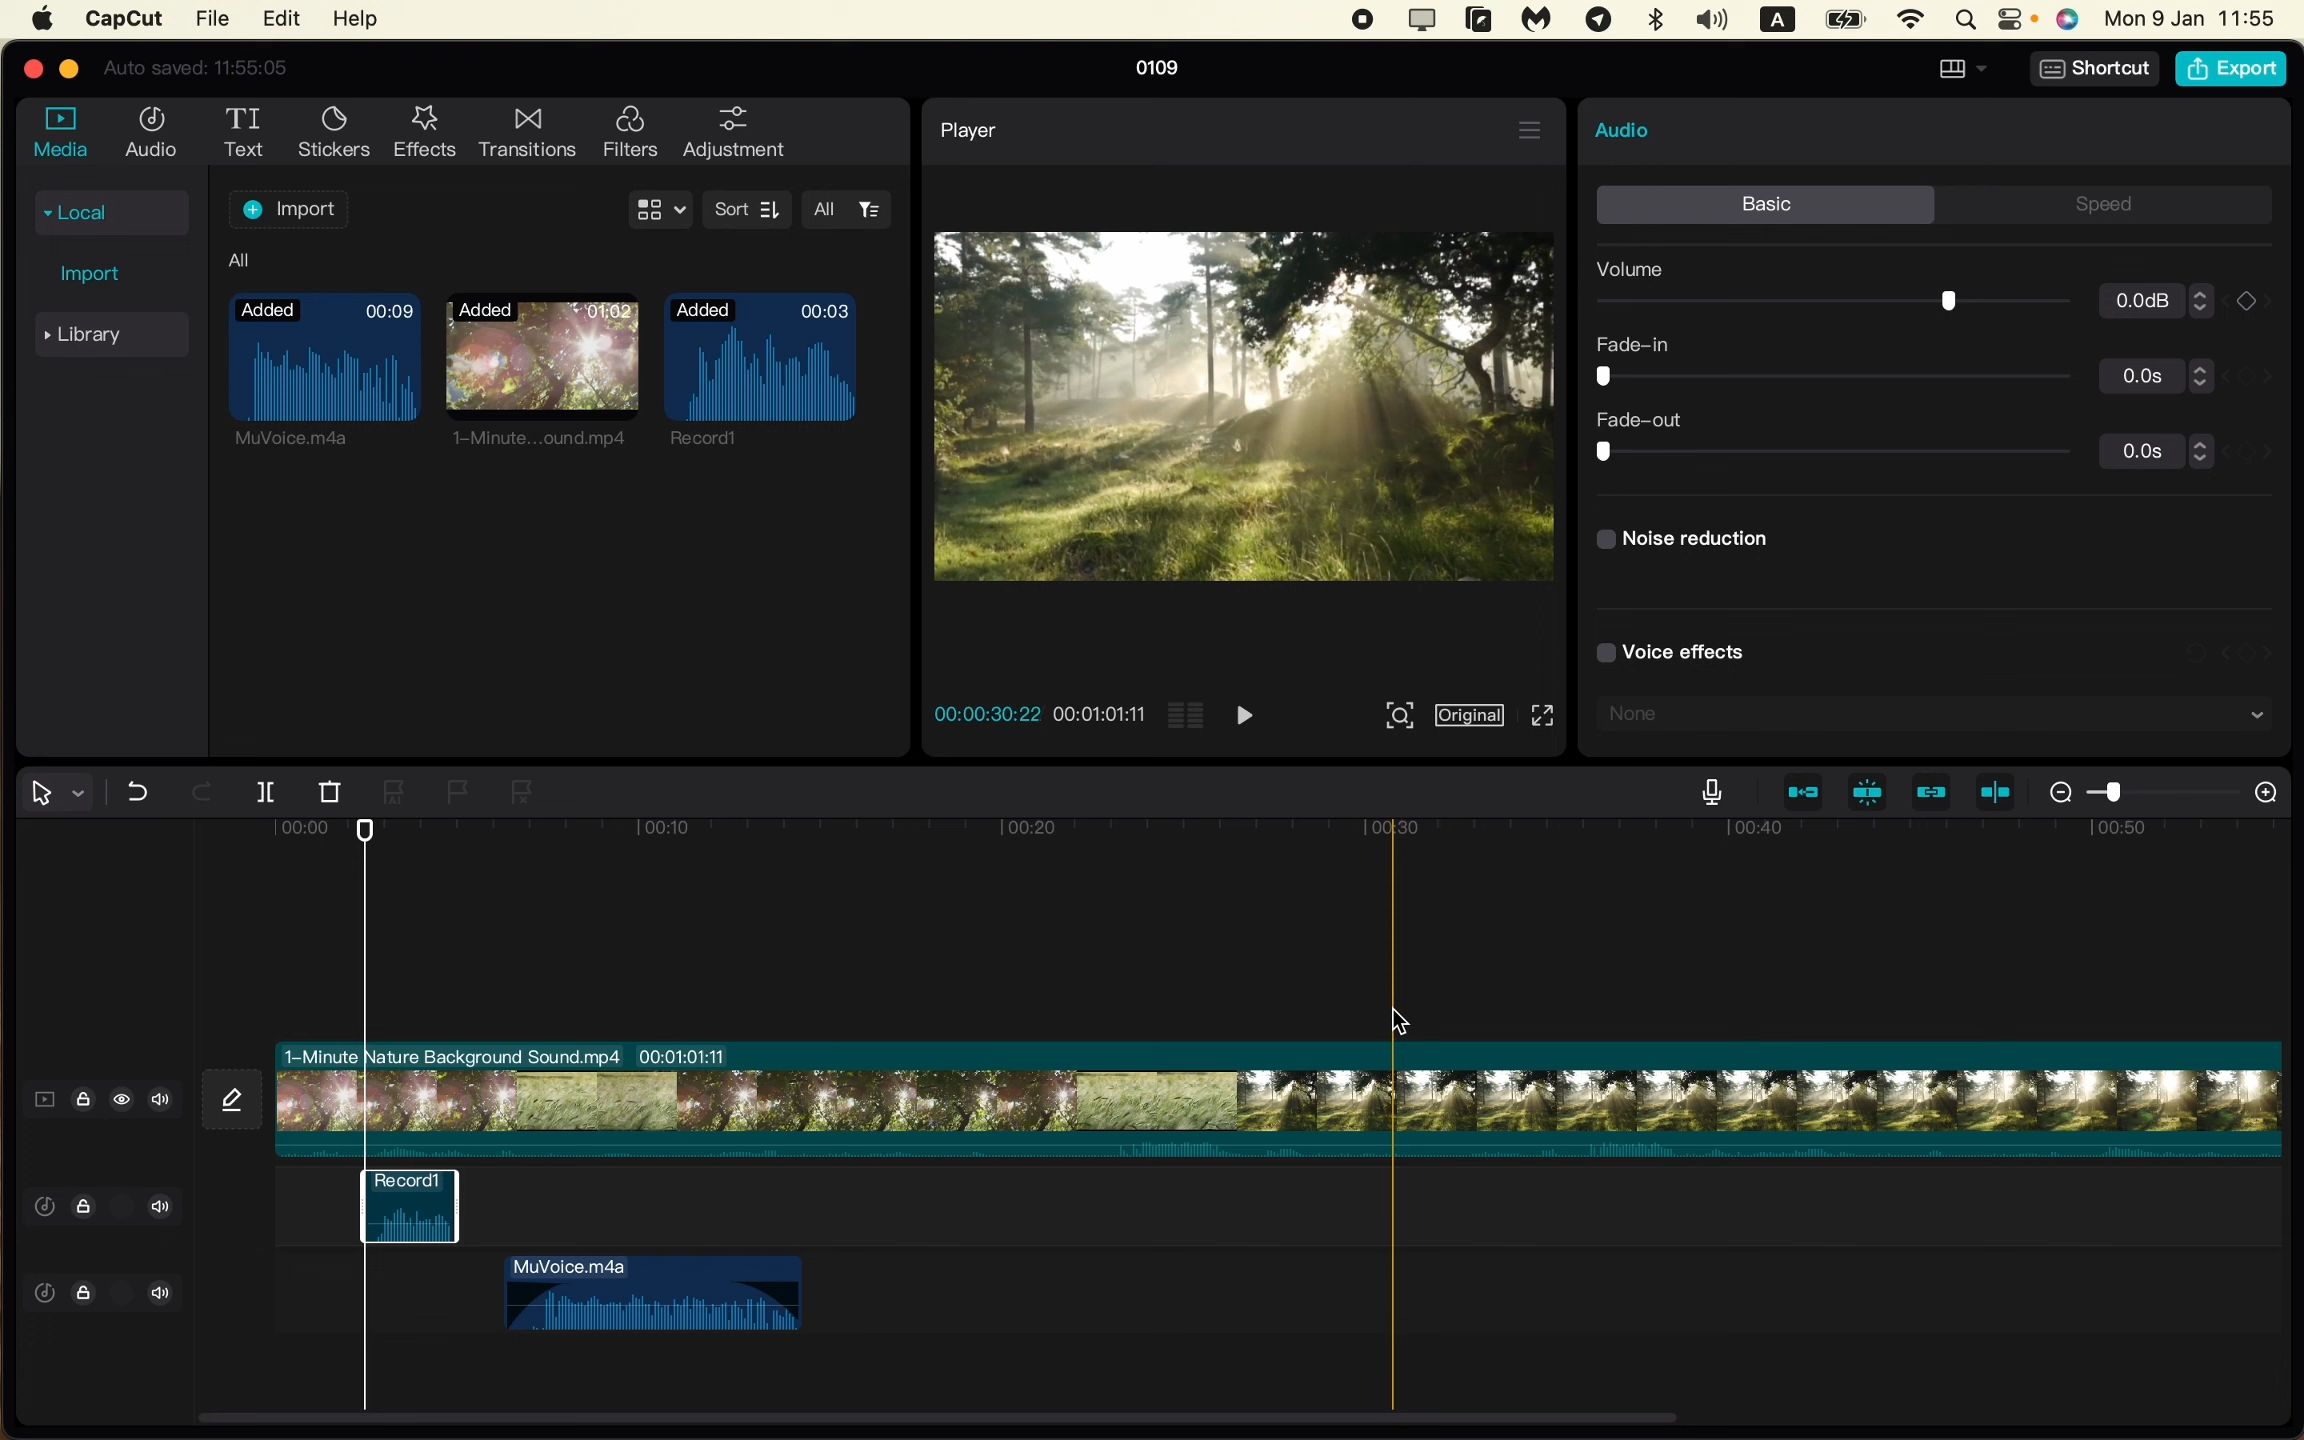 CapCut File Edit Help A Mon 9 Jan 11:55
Auto saved: 11:55:05 0109 Shortcut Export
Media Audio Text Stickers Effects Transitions Filters Adjustment
Local
Import
Library
Import Sort All
All
Added 00:09 Added 01:02 Added 00:03
MuVoice.m4a 1-Minute...ound.mp4 Record1
Player
00:00:30:22 00:01:01:11 Original
Audio
Basic Speed
Volume
0.0dB
Fade-in
0.0s
Fade-out
0.0s
Noise reduction
Voice effects
None
00:00 00:10 00:20 00:30 00:40 00:50
1-Minute Nature Background Sound.mp4 00:01:01:11
Record1
MuVoice.m4a